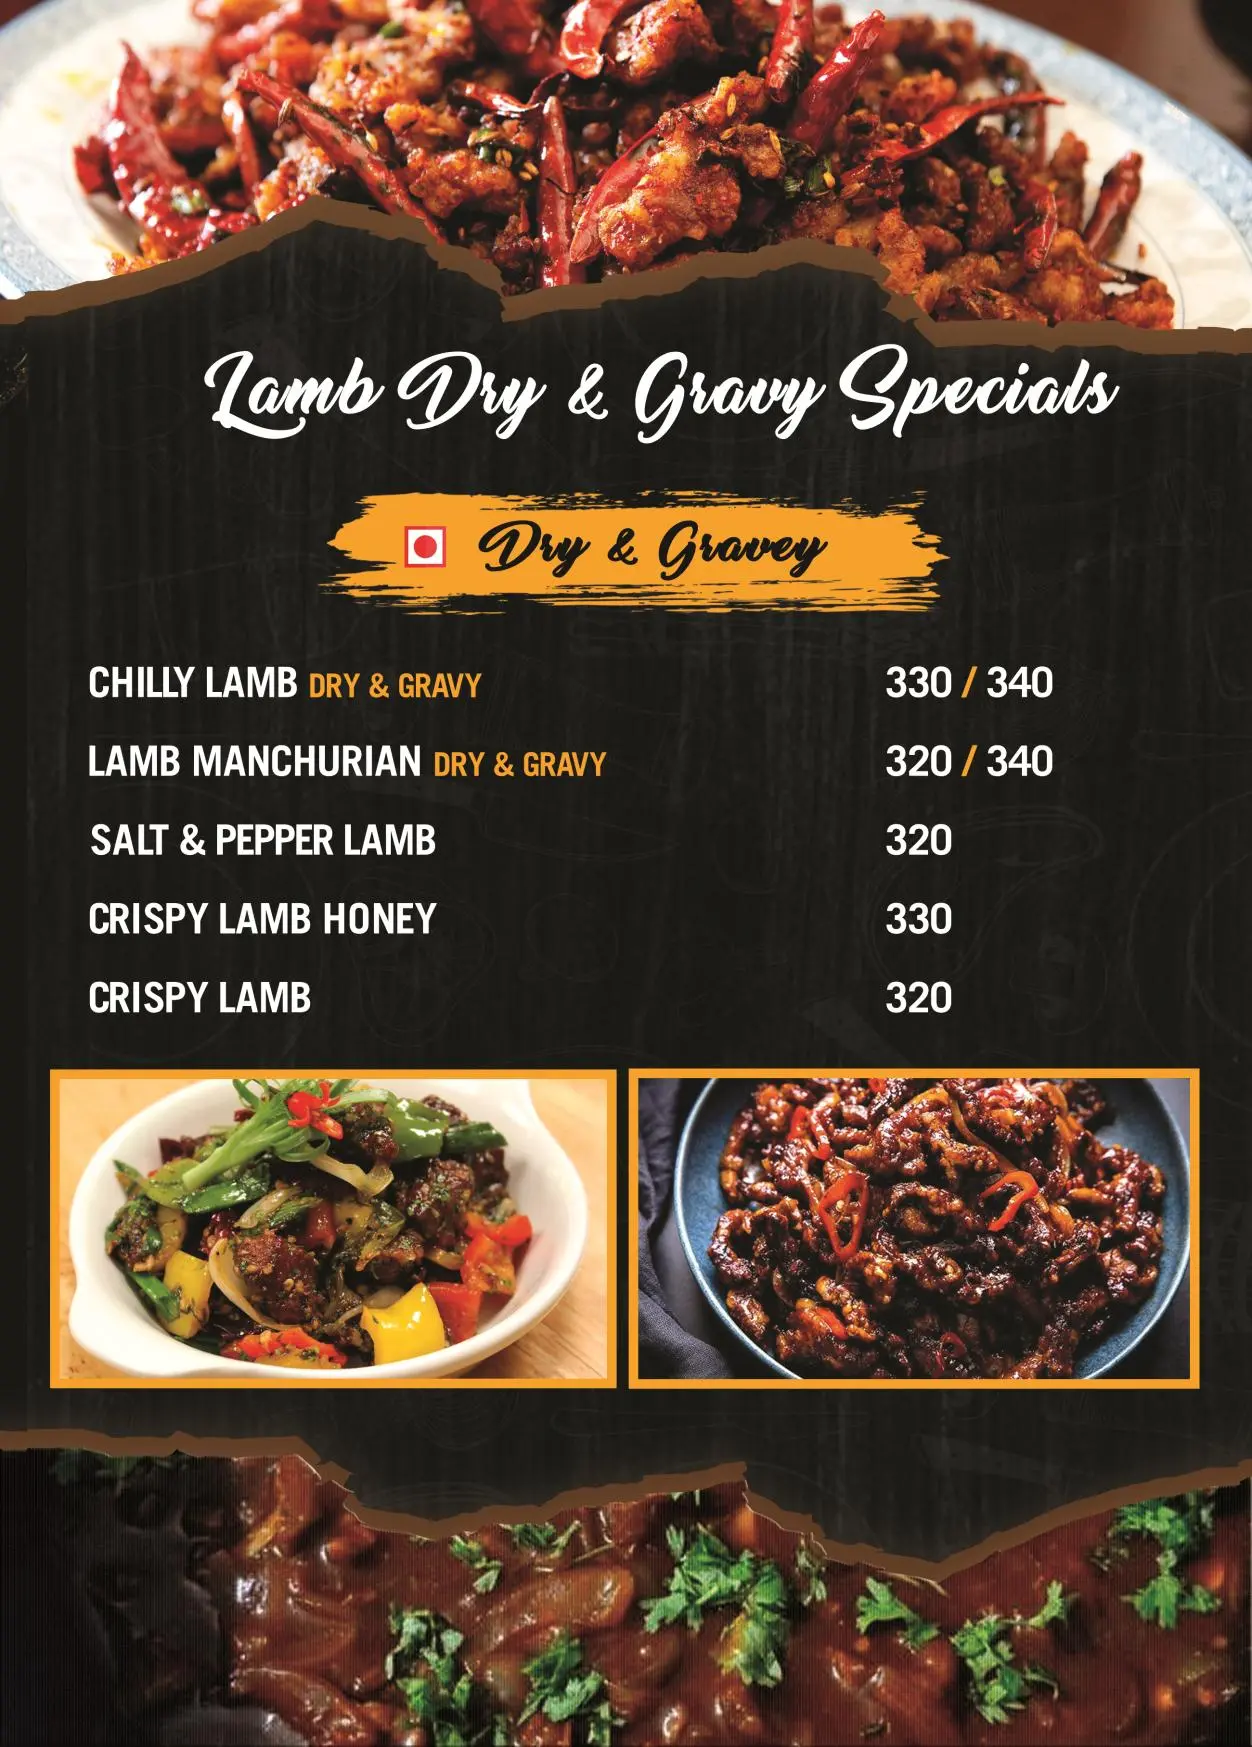 Lamb Dry & Gravy Specials
Dry & Gravey
CHILLY LAMB DRY & GRAVY 330 / 340
LAMB MANCHURIAN DRY & GRAVY 320 / 340
SALT & PEPPER LAMB 320
CRISPY LAMB HONEY 330
CRISPY LAMB 320